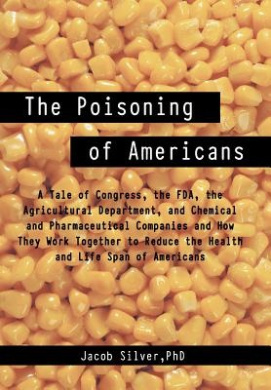 The Poisoning
of Americans
A Tale of Congress, the FDA, the
Agricultural Department, and Chemical
and Pharmaceutical Companies and How
They Work Together to Reduce the Health
and Life Span of Americans
Jacob Silver,PhD